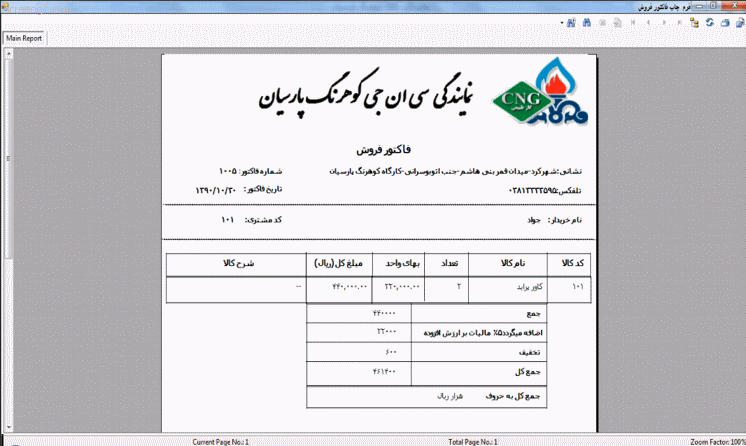 فرم چاپ فاکتور فروش
Main Report
نمایندگی سی ان جی کوهرنگ پارسیان
CNG
فاکتور فروش
نشانی:شهرکرد-میدان قمر بنی هاشم-جنب اتوبوسرانی-کارگاه کوهرنگ پارسیان
شماره فاکتور: ۱۰۰۵
تلفکس:۰۳۸۱۳۳۳۳۵۹۵
تاریخ فاکتور: ۱۳۹۰/۱۰/۳۰
نام خریدار: جواد
کد مشتری: ۱۰۱
کد کالا نام کالا تعداد بهای واحد مبلغ کل(ریال) شرح کالا
۱۰۱ کاور پراید ۲ ۲۲۰,۰۰۰.۰۰ ۴۴۰,۰۰۰.۰۰ --
جمع ۴۴۰۰۰۰
اضافه میگردد۵% مالیات بر ارزش افزوده ۲۲۰۰۰
تخفیف ۶۰۰
جمع کل ۴۶۱۴۰۰
جمع کل به حروف هزار ریال
Current Page No.: 1 Total Page No.: 1 Zoom Factor: 100%